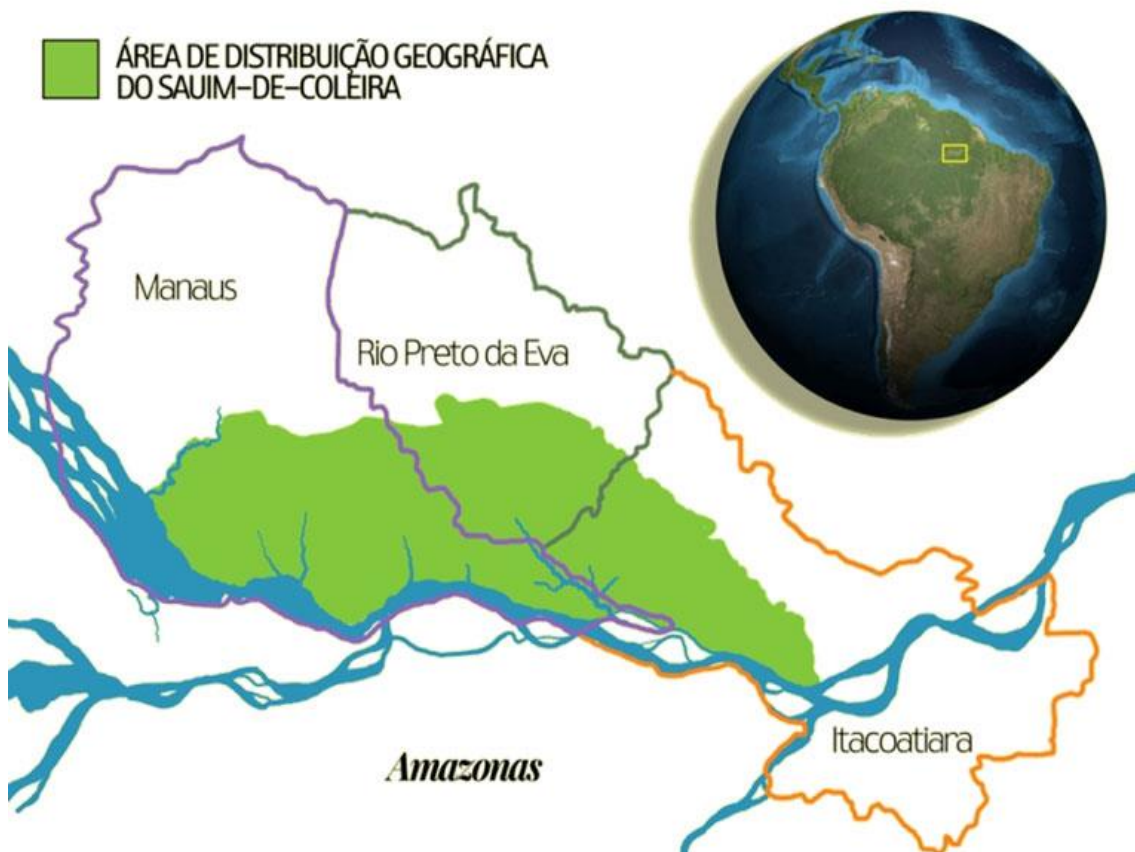 ÁREA DE DISTRIBUIÇÃO GEOGRÁFICA
DO SAUIM-DE-COLEIRA
Manaus
Rio Preto da Eva
Itacoatiara
Amazonas